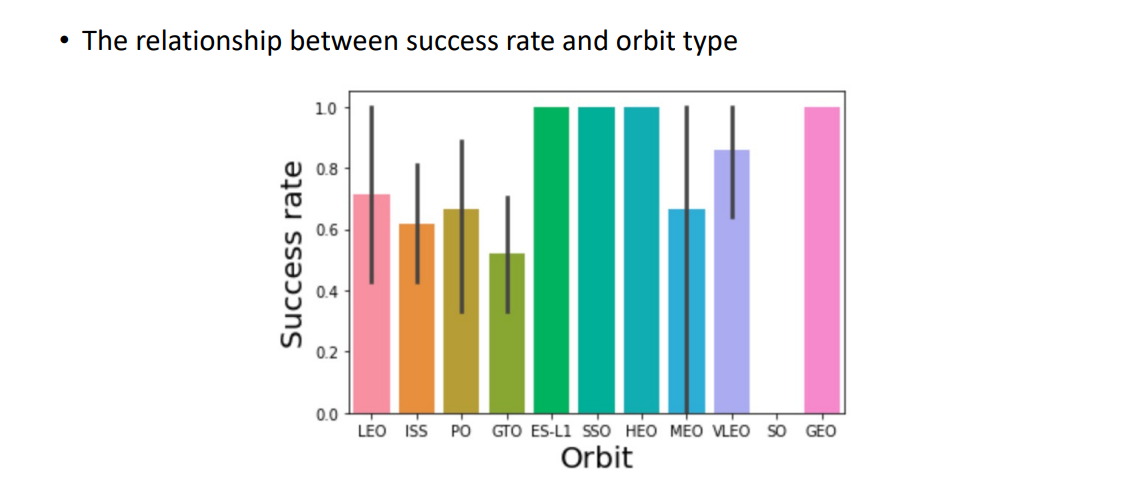 • The relationship between success rate and orbit type
1.0
0.8
0.6
0.4
0.2
0.0
Success rate
LEO ISS PO GTO ES-L1 SSO HEO MEO VLEO SO GEO
Orbit